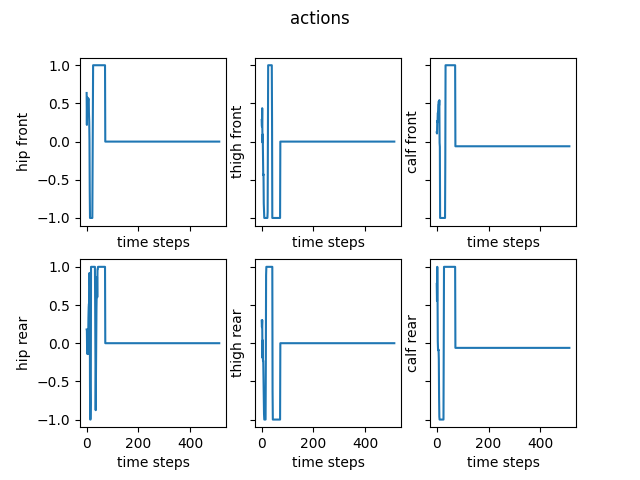 actions
1.0
0.5
0.0
−0.5
−1.0
hip front
thigh front
calf front
time steps
time steps
time steps
1.0
0.5
0.0
−0.5
−1.0
hip rear
thigh rear
calf rear
0
200
400
0
200
400
0
200
400
time steps
time steps
time steps